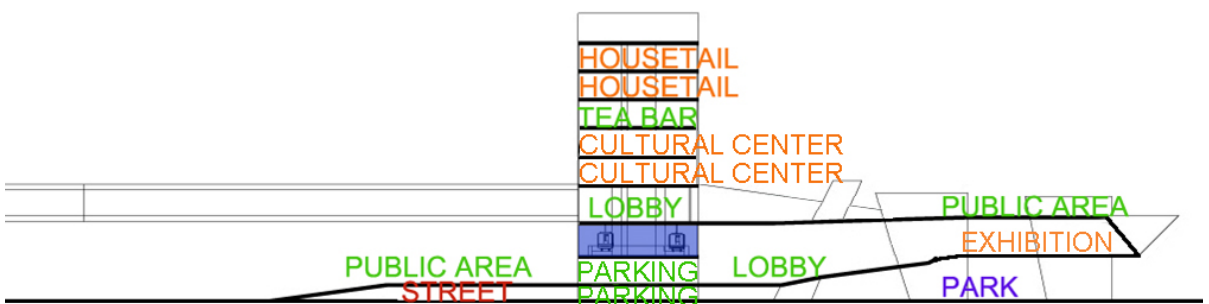 HOUSETAIL
HOUSETAIL
TEA BAR
CULTURAL CENTER
CULTURAL CENTER
LOBBY
PUBLIC AREA
EXHIBITION
PUBLIC AREA
PARKING
LOBBY
STREET
PARKING
PARK